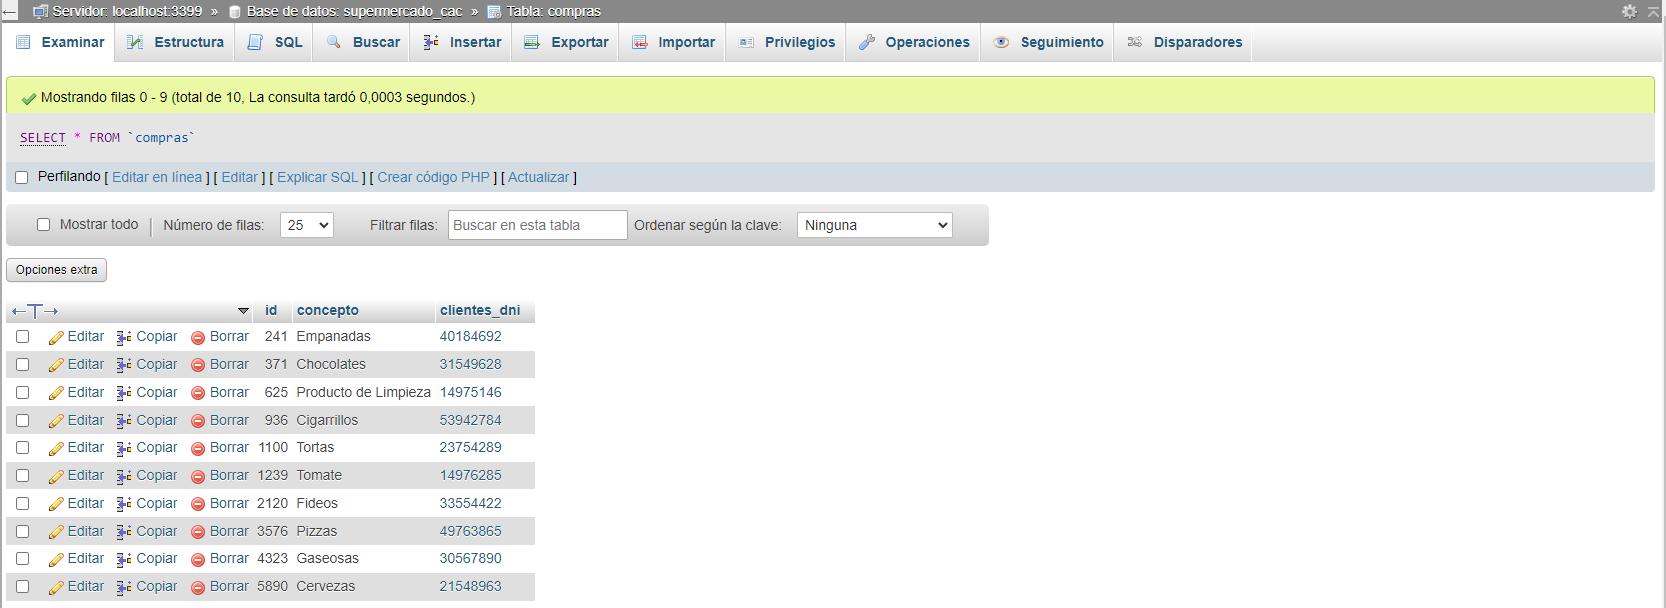 Servidor: localhost:3399 » Base de datos: supermercado_cac » Tabla: compras
Examinar Estructura SQL Buscar Insertar Exportar Importar Privilegios Operaciones Seguimiento Disparadores
Mostrando filas 0 - 9 (total de 10, La consulta tardó 0,0003 segundos.)
SELECT * FROM `compras`
Perfilando [ Editar en línea ] [ Editar ] [ Explicar SQL ] [ Crear código PHP ] [ Actualizar ]
Mostrar todo Número de filas: 25 Filtrar filas: Buscar en esta tabla Ordenar según la clave: Ninguna
Opciones extra
←T→ id concepto clientes_dni
Editar Copiar Borrar 241 Empanadas 40184692
Editar Copiar Borrar 371 Chocolates 31549628
Editar Copiar Borrar 625 Producto de Limpieza 14975146
Editar Copiar Borrar 936 Cigarrillos 53942784
Editar Copiar Borrar 1100 Tortas 23754289
Editar Copiar Borrar 1239 Tomate 14976285
Editar Copiar Borrar 2120 Fideos 33554422
Editar Copiar Borrar 3576 Pizzas 49763865
Editar Copiar Borrar 4323 Gaseosas 30567890
Editar Copiar Borrar 5890 Cervezas 21548963